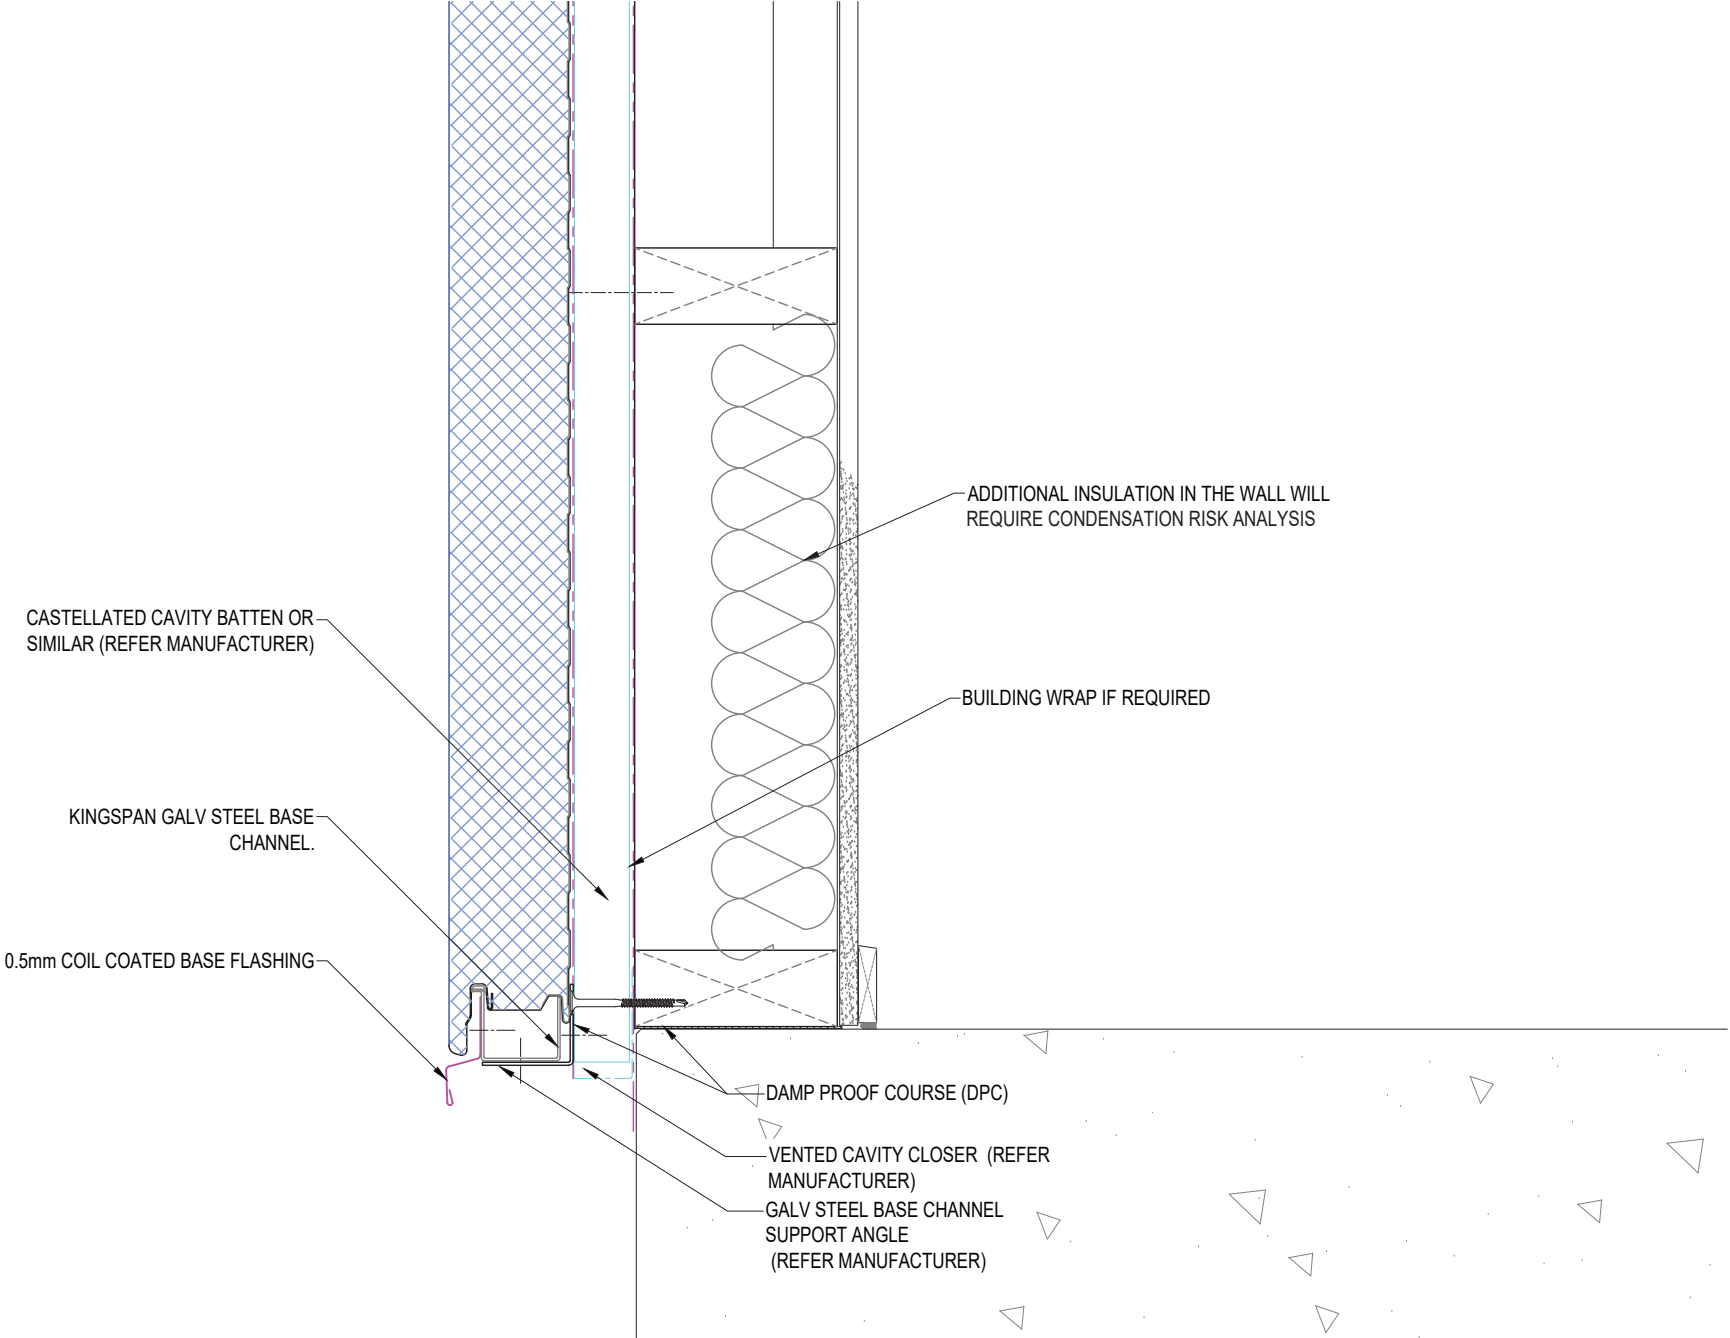 ADDITIONAL INSULATION IN THE WALL WILL
REQUIRE CONDENSATION RISK ANALYSIS
CASTELLATED CAVITY BATTEN OR
SIMILAR (REFER MANUFACTURER)
BUILDING WRAP IF REQUIRED
KINGSPAN GALV STEEL BASE
CHANNEL.
0.5mm COIL COATED BASE FLASHING
DAMP PROOF COURSE (DPC)
VENTED CAVITY CLOSER (REFER
MANUFACTURER)
GALV STEEL BASE CHANNEL
SUPPORT ANGLE
(REFER MANUFACTURER)